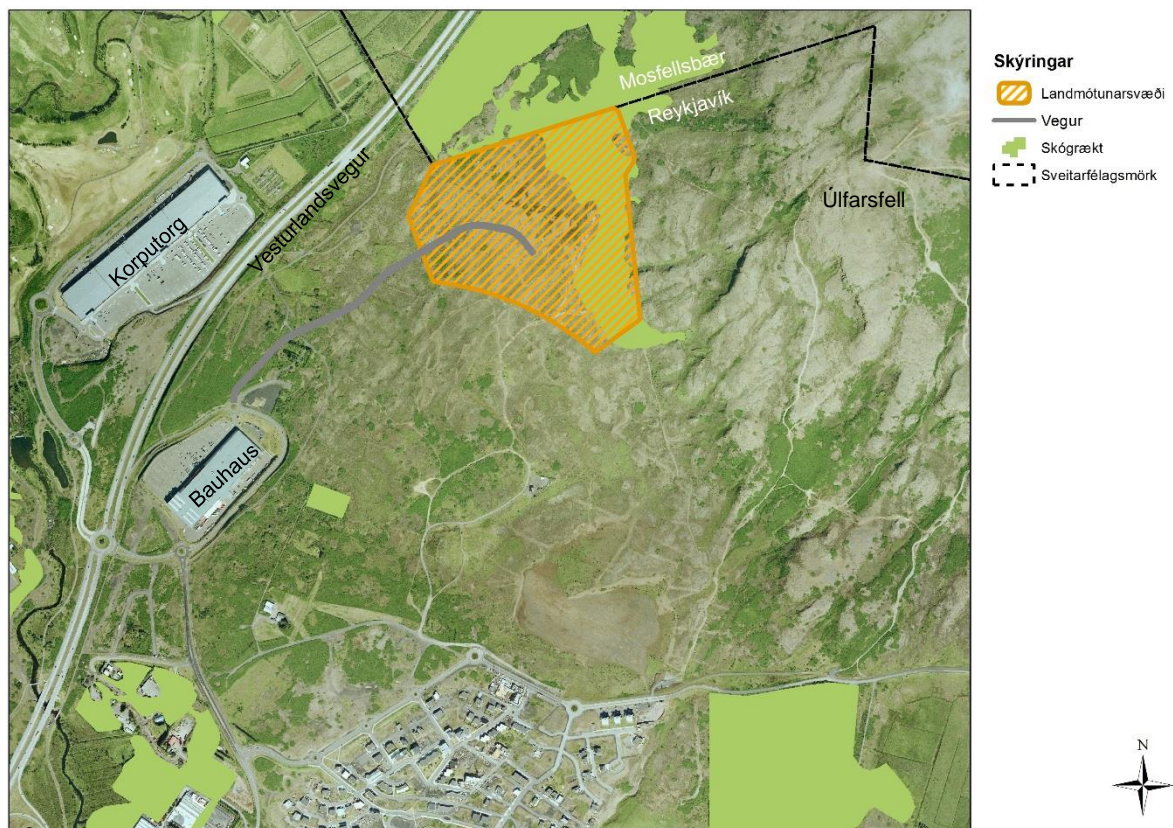 Mosfellsbær
Reykjavík
Úlfarsfell
Vesturlandsvegur
Korputorg
Bauhaus
Skýringar
Landmótunarsvæði
Vegur
Skógrækt
Sveitarfélagsmörk
N